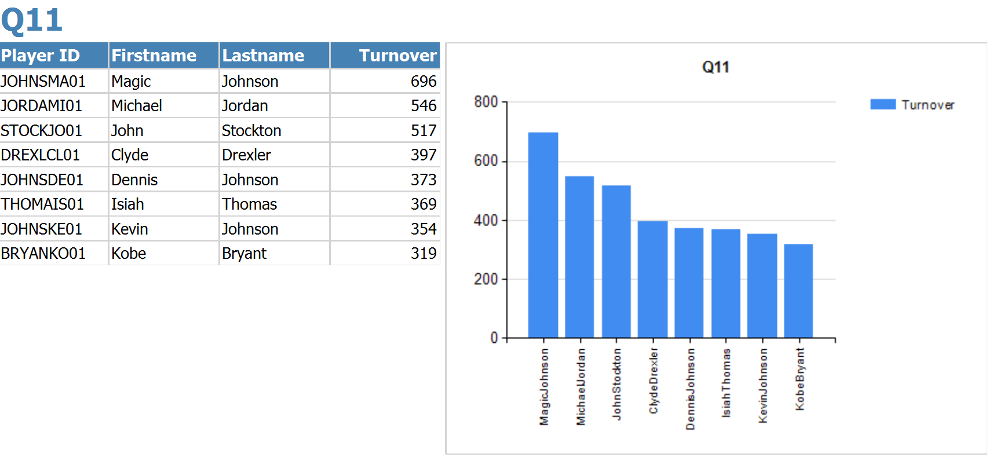 Q11
Player ID Firstname Lastname Turnover
JOHNSMA01 Magic Johnson 696
JORDAMI01 Michael Jordan 546
STOCKJO01 John Stockton 517
DREXLCL01 Clyde Drexler 397
JOHNSDE01 Dennis Johnson 373
THOMAIS01 Isiah Thomas 369
JOHNSKE01 Kevin Johnson 354
BRYANKO01 Kobe Bryant 319
Q11
Turnover
800
600
400
200
0
MagicJohnson
MichaelJordan
JohnStockton
ClydeDrexler
DennisJohnson
IsiahThomas
KevinJohnson
KobeBryant